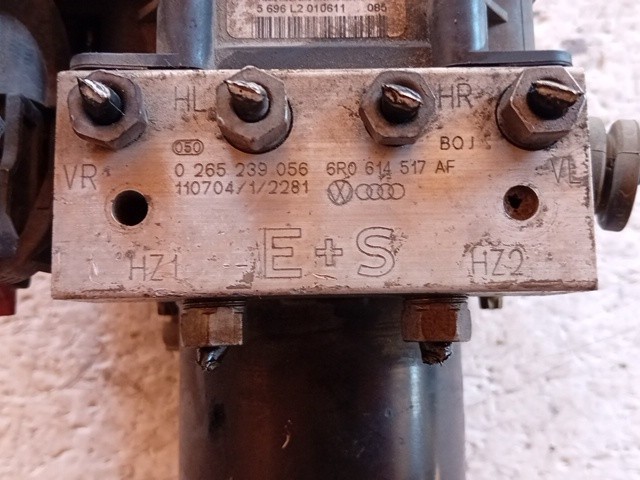 5 696 L2 010611 085
HL HR
050 BQJ
0 265 239 056 6R0 614 517 AF
VR VL
110704/1/2281
E+S
HZ1 HZ2